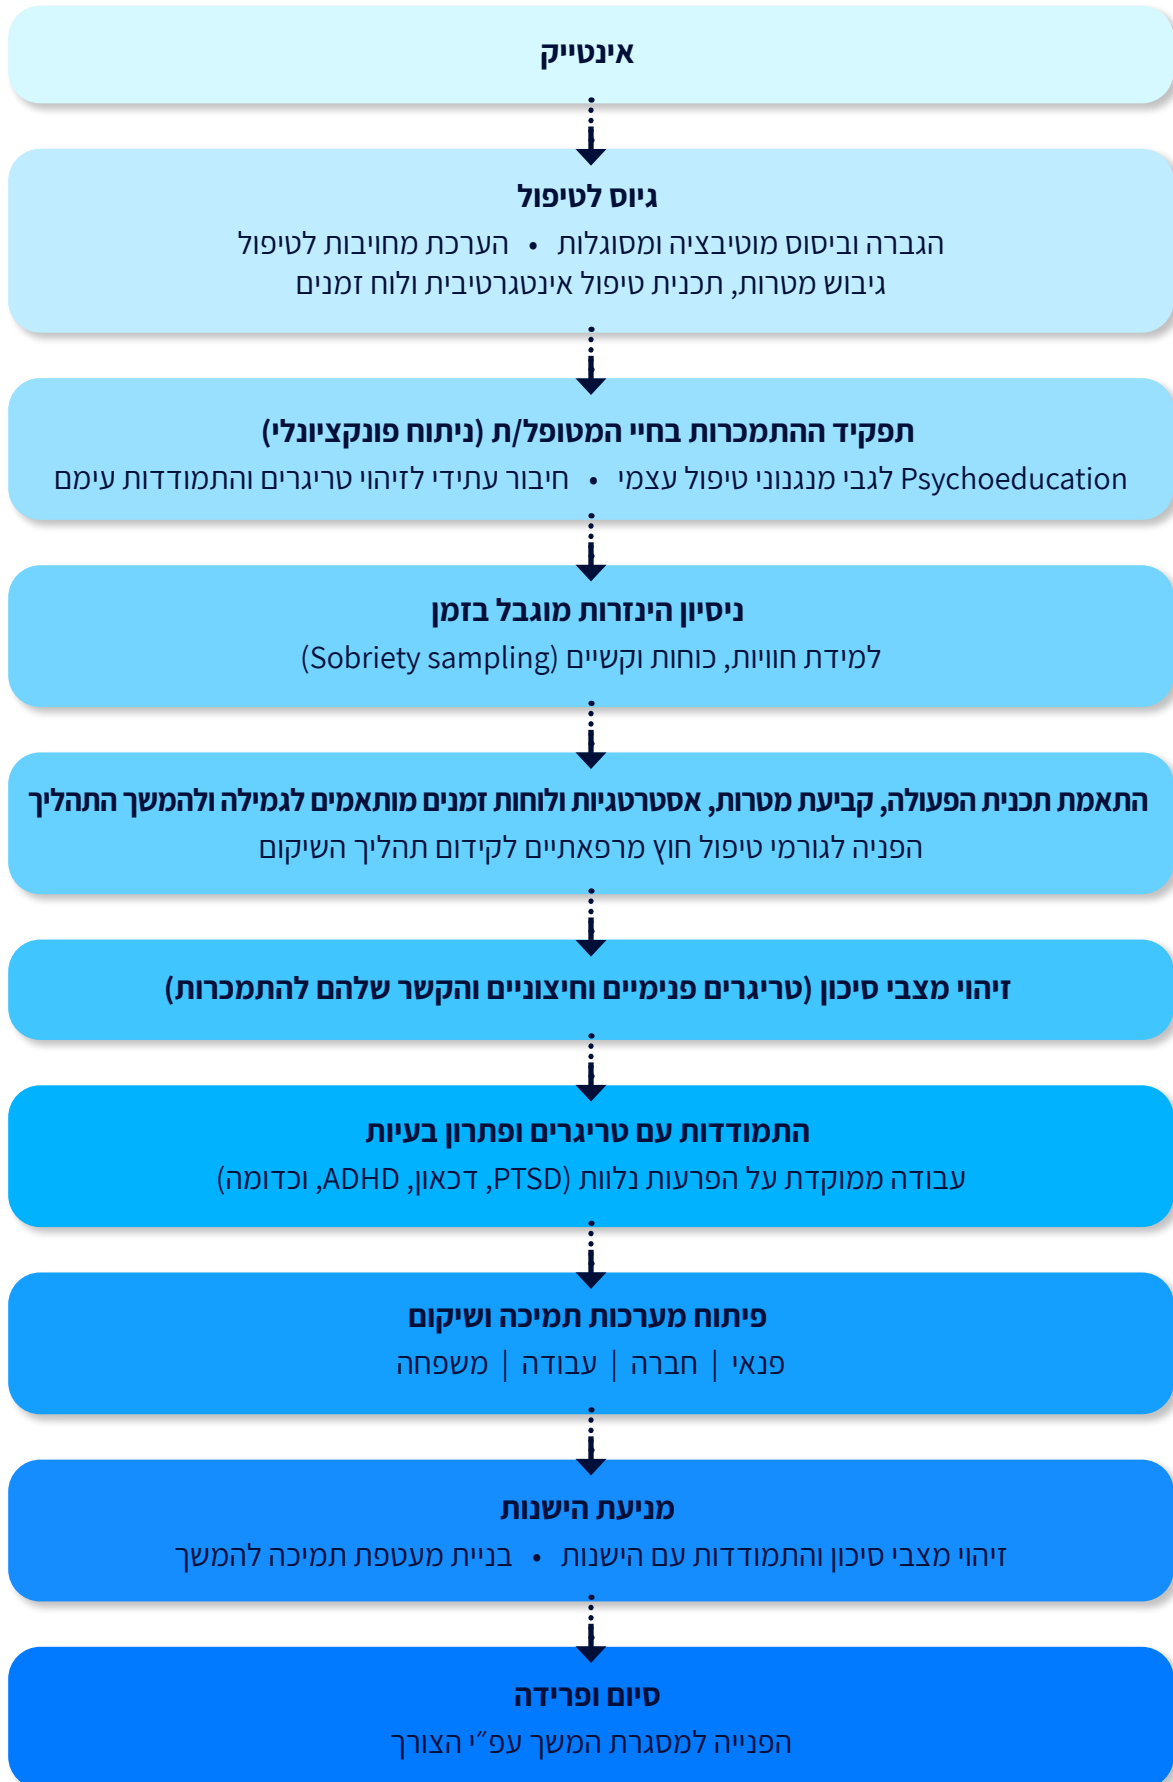 אינטייק
גיוס לטיפול
הגברה וביסוס מוטיבציה ומסוגלות • הערכת מחויבות לטיפול
גיבוש מטרות, תכנית טיפול אינטגרטיבית ולוח זמנים
תפקיד ההתמכרות בחיי המטופל/ת (ניתוח פונקציונלי)
Psychoeducation לגבי מנגנוני טיפול עצמי • חיבור עתידי לזיהוי טריגרים והתמודדות עימם
ניסיון הינזרות מוגבל בזמן
למידת חוויות, כוחות וקשיים (Sobriety sampling)
התאמת תכנית הפעולה, קביעת מטרות, אסטרטגיות ולוחות זמנים מותאמים לגמילה ולהמשך התהליך
הפניה לגורמי טיפול חוץ מרפאתיים לקידום תהליך השיקום
זיהוי מצבי סיכון (טריגרים פנימיים וחיצוניים והקשר שלהם להתמכרות)
התמודדות עם טריגרים ופתרון בעיות
עבודה ממוקדת על הפרעות נלוות (PTSD, דכאון, ADHD, וכדומה)
פיתוח מערכות תמיכה ושיקום
פנאי | חברה | עבודה | משפחה
מניעת הישנות
זיהוי מצבי סיכון והתמודדות עם הישנות • בניית מעטפת תמיכה להמשך
סיום ופרידה
הפנייה למסגרת המשך עפ״י הצורך